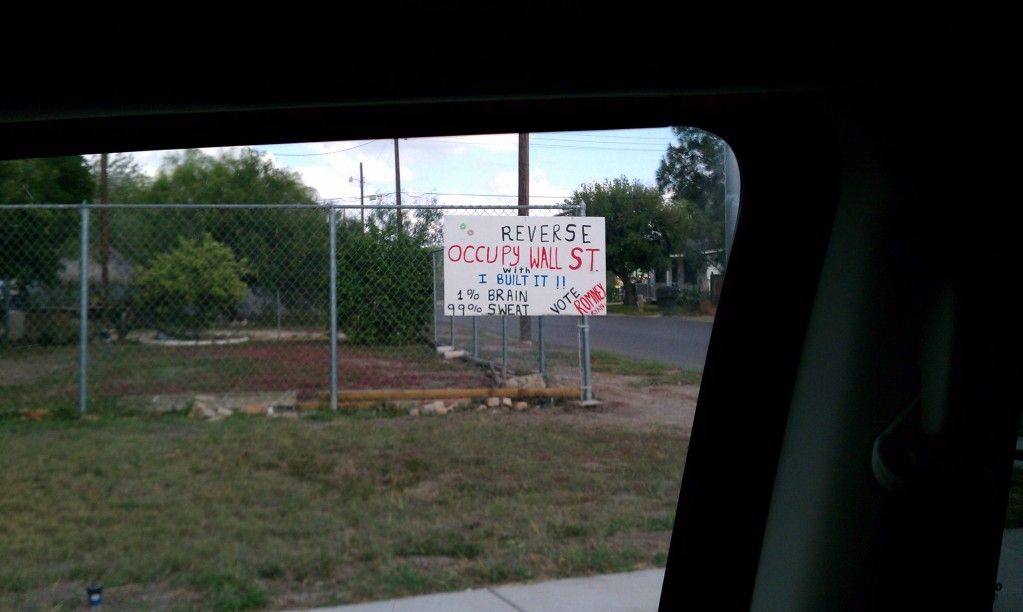 REVERSE
OCCUPY WALL ST.
with
I BUILT IT !!
1% BRAIN
99% SWEAT
VOTE
ROMNEY